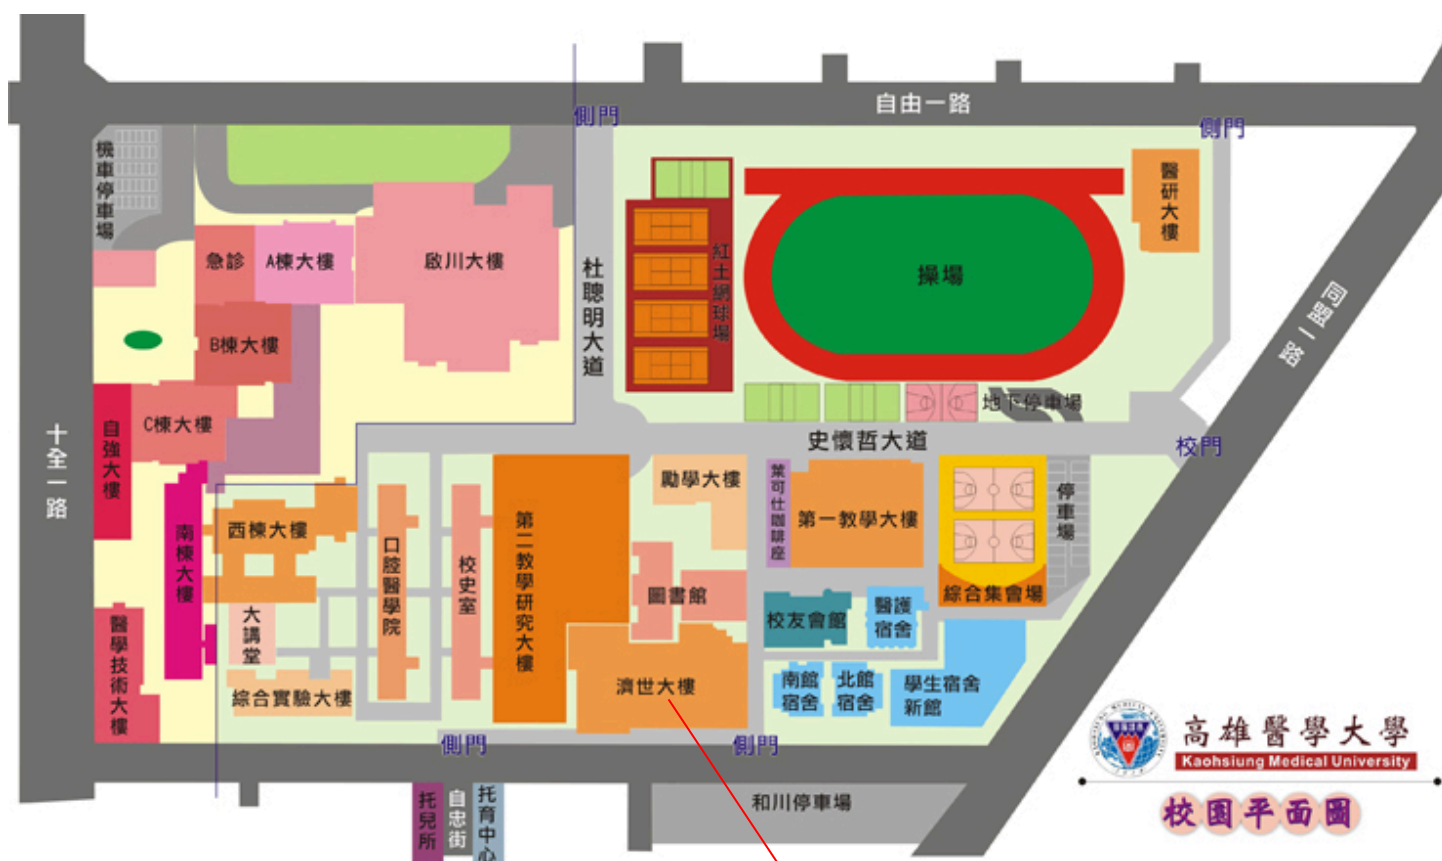 自由一路
側門
側門
機車停車場
醫研大樓
急診
A棟大樓
啟川大樓
杜聰明大道
紅土網球場
操場
同盟一路
B棟大樓
C棟大樓
自強大樓
十全一路
地下停車場
史懷哲大道
校門
南棟大樓
西棟大樓
口腔醫學院
校史室
第二教學研究大樓
勵學大樓
葉可仕咖啡座
第一教學大樓
停車場
圖書館
綜合集會場
大講堂
醫學技術大樓
綜合實驗大樓
濟世大樓
校友會館
醫護
宿舍
南館
宿舍
北館
宿舍
學生宿舍
新館
側門
側門
托兒所
自忠街
托育中心
和川停車場
高雄醫學大學
Kaohsiung Medical University
校園平面圖